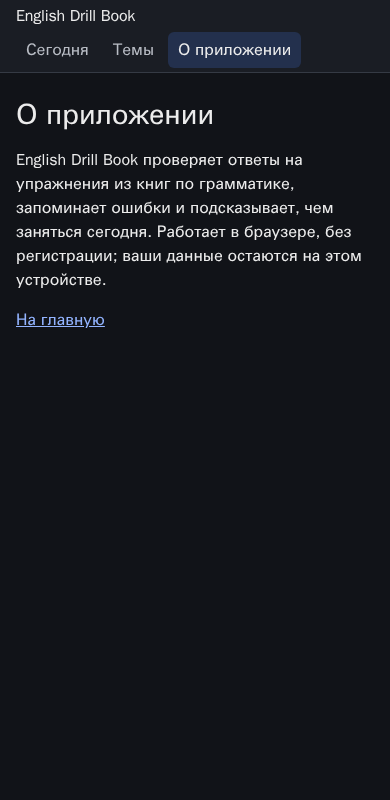 English Drill Book
Сегодня Темы О приложении
О приложении
English Drill Book проверяет ответы на
упражнения из книг по грамматике,
запоминает ошибки и подсказывает, чем
заняться сегодня. Работает в браузере, без
регистрации; ваши данные остаются на этом
устройстве.
На главную